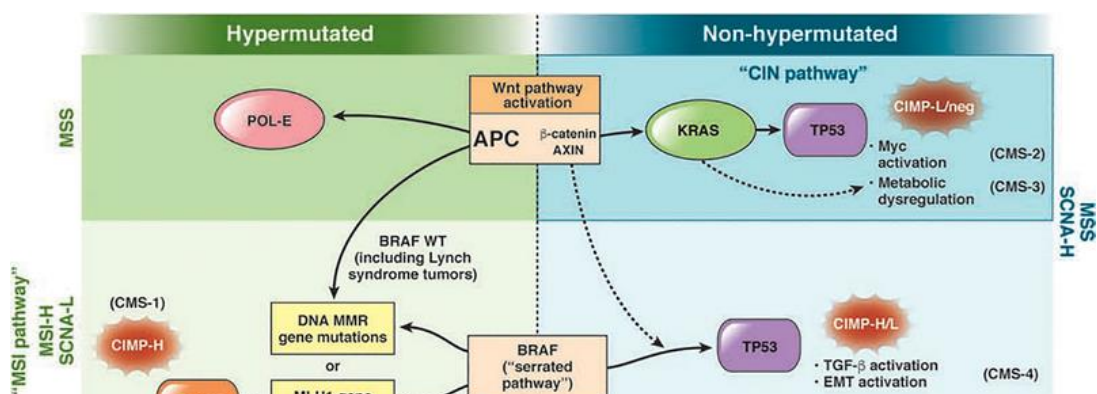 Hypermutated
Non-hypermutated
MSS
POL-E
Wnt pathway
activation
APC
β-catenin
AXIN
"CIN pathway"
KRAS
TP53
CIMP-L/neg
· Myc
activation
(CMS-2)
· Metabolic
dysregulation
(CMS-3)
MSS
SCNA-H
BRAF WT
(including Lynch
syndrome tumors)
"MSI pathway"
MSI-H
SCNA-L
(CMS-1)
CIMP-H
DNA MMR
gene mutations
or
MLH1 gene
BRAF
("serrated
pathway")
TP53
CIMP-H/L
· TGF-β activation
· EMT activation
(CMS-4)